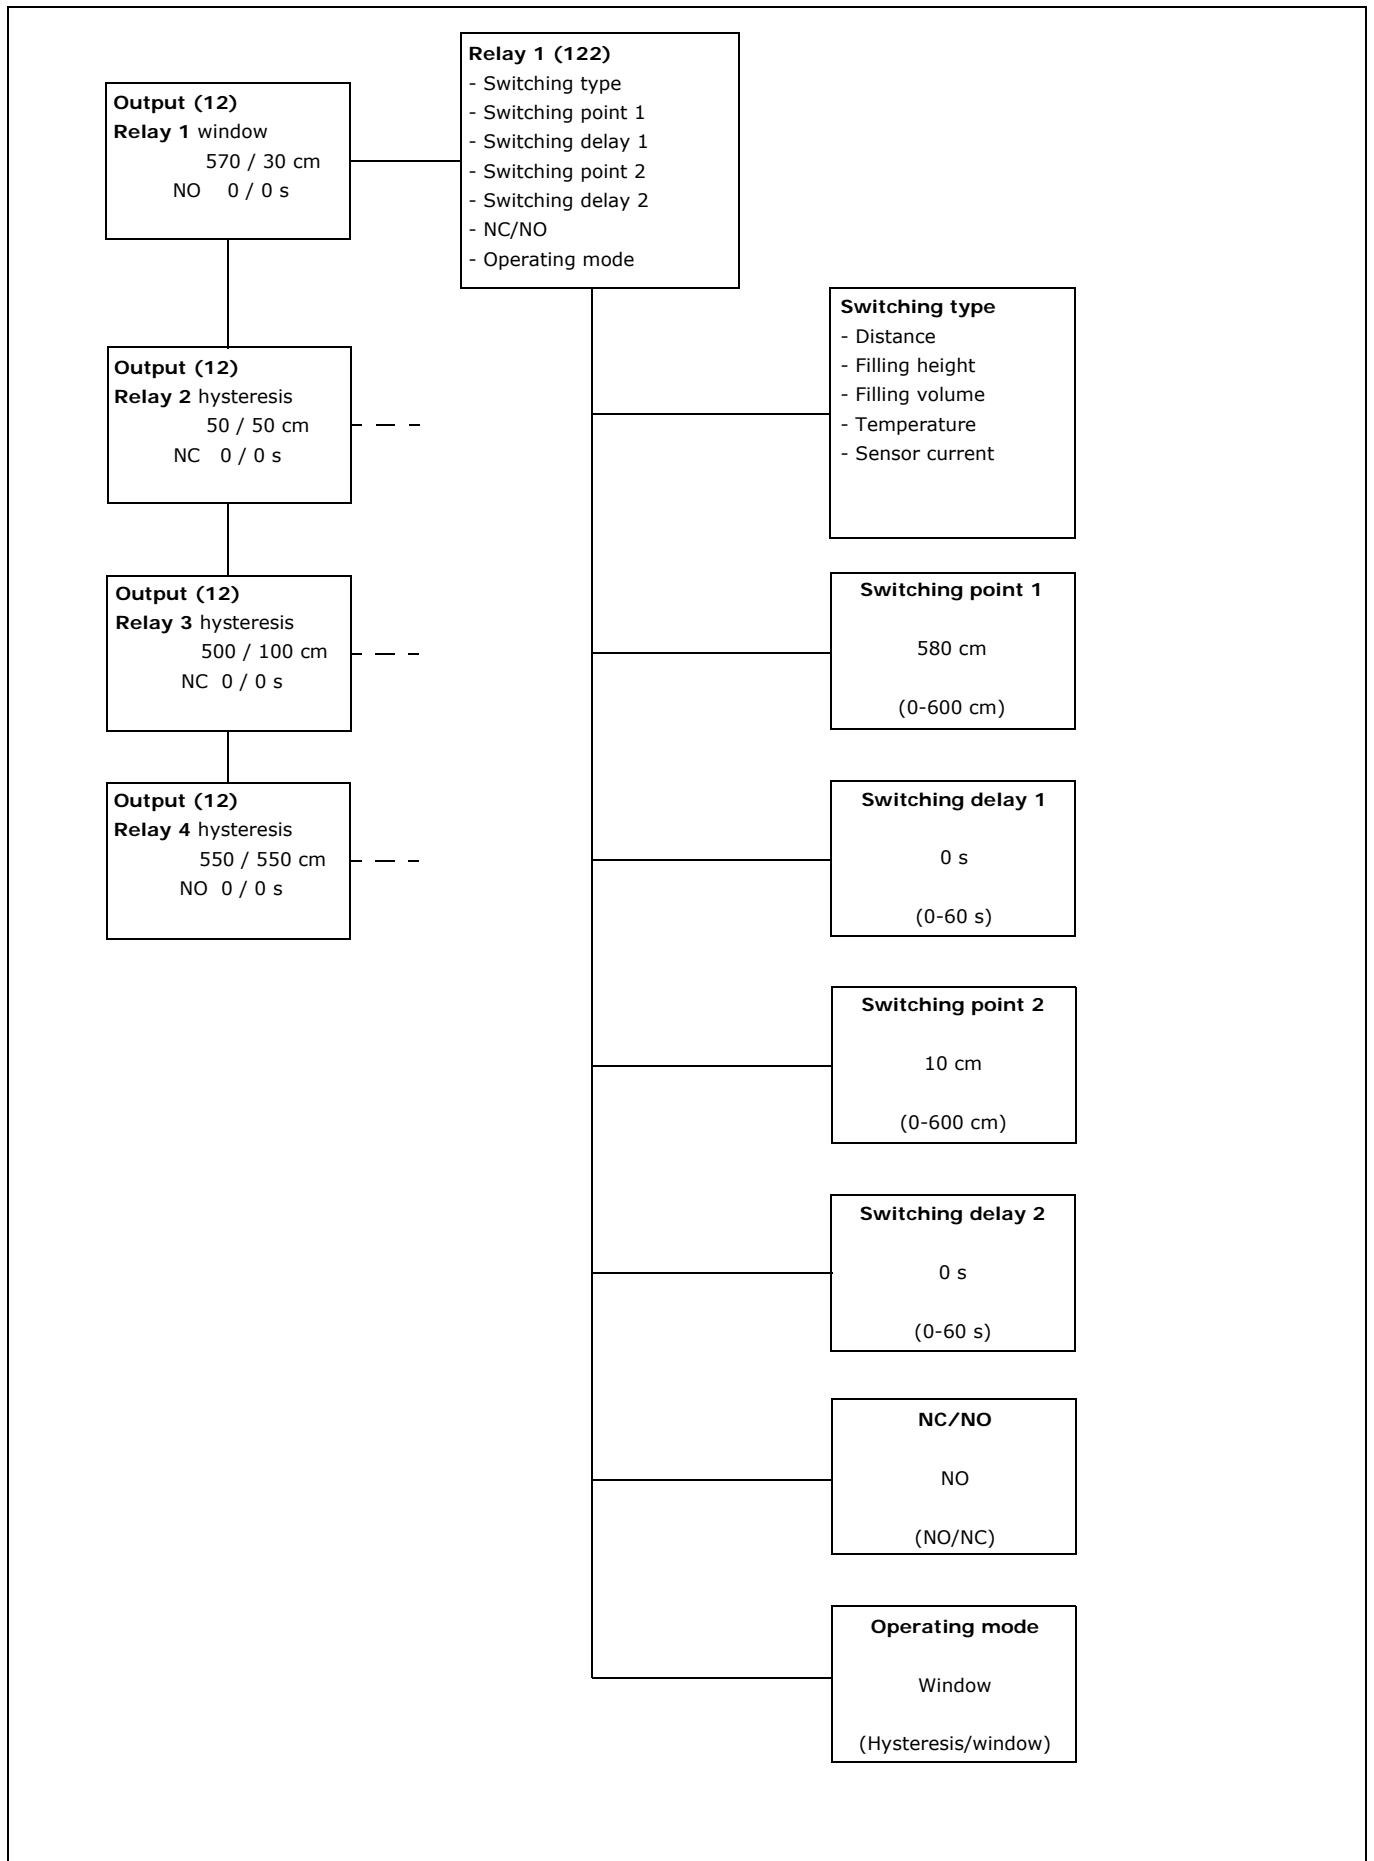 Output (12)
Relay 1 window
570 / 30 cm
NO 0 / 0 s
Relay 1 (122)
- Switching type
- Switching point 1
- Switching delay 1
- Switching point 2
- Switching delay 2
- NC/NO
- Operating mode
Output (12)
Relay 2 hysteresis
50 / 50 cm
NC 0 / 0 s
Output (12)
Relay 3 hysteresis
500 / 100 cm
NC 0 / 0 s
Output (12)
Relay 4 hysteresis
550 / 550 cm
NO 0 / 0 s
Switching type
- Distance
- Filling height
- Filling volume
- Temperature
- Sensor current
Switching point 1
580 cm
(0-600 cm)
Switching delay 1
0 s
(0-60 s)
Switching point 2
10 cm
(0-600 cm)
Switching delay 2
0 s
(0-60 s)
NC/NO
NO
(NO/NC)
Operating mode
Window
(Hysteresis/window)